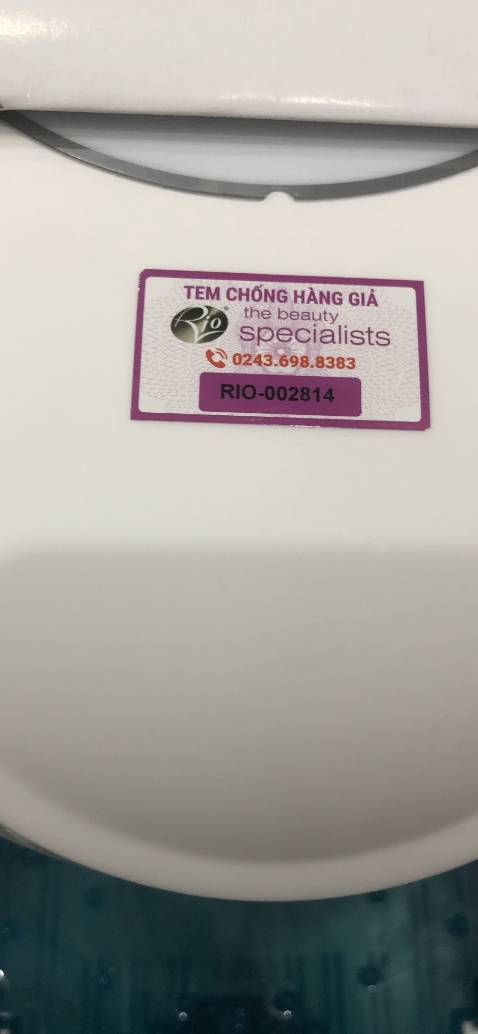 TEM CHỐNG HÀNG GIẢ
Rio®
the beauty
specialists
0243.698.8383
RIO-002814